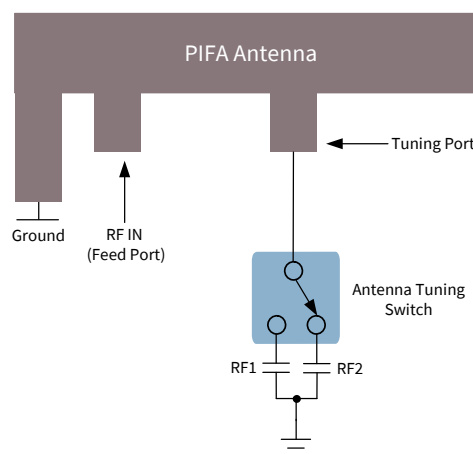 PIFA Antenna
Tuning Port
Ground
RF IN
(Feed Port)
Antenna Tuning
Switch
RF1
RF2